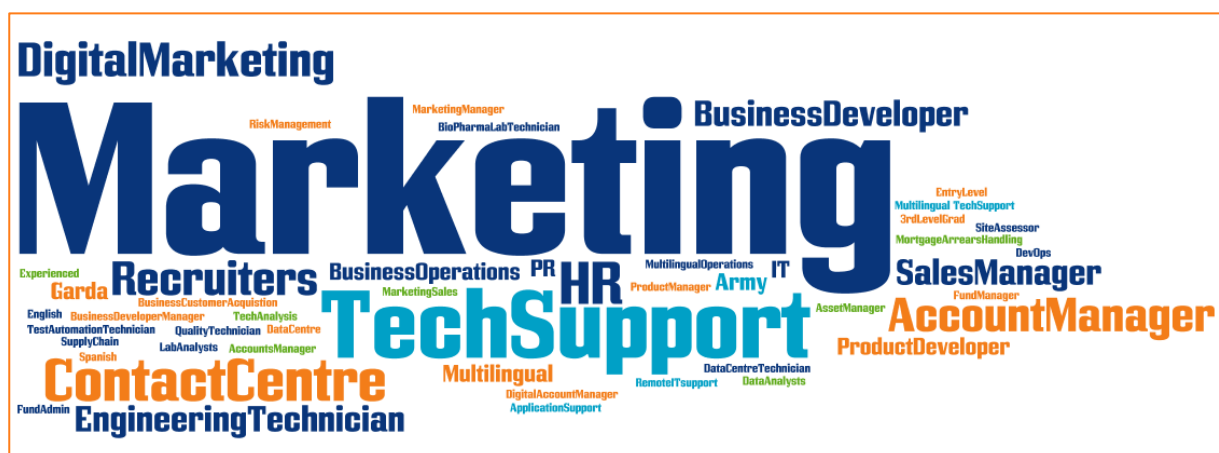 DigitalMarketing
Marketing
MarketingManager
BusinessDeveloper
RiskManagement
BioPharmaLabTechnician
EntryLevel
Multilingual TechSupport
3rdLevelGrad
SiteAssessor
MortgageArrearsHandling
DevOps
Experienced
Recruiters
BusinessOperations
PR
HR
MultilingualOperations
IT
SalesManager
Garda
MarketingSales
ProductManager
Army
FundManager
BusinessCustomerAcquistion
English
BusinessDeveloperManager
TechAnalysis
TechSupport
AssetManager
AccountManager
TestAutomationTechnician
QualityTechnician
DataCentre
SupplyChain
LabAnalysts
AccountsManager
ProductDeveloper
Spanish
ContactCentre
Multilingual
DataCentreTechnician
RemoteITsupport
DataAnalysts
DigitalAccountManager
FundAdmin
EngineeringTechnician
ApplicationSupport